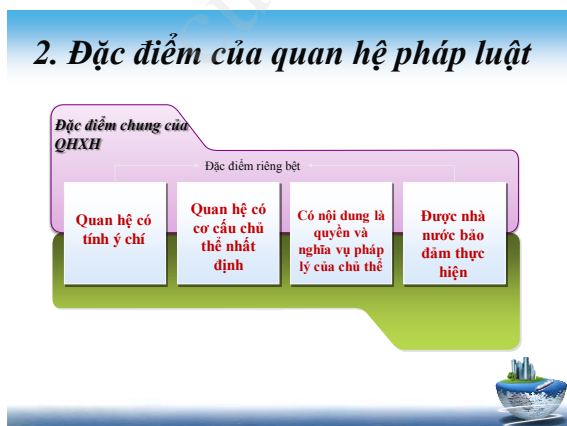 2. Đặc điểm của quan hệ pháp luật
Đặc điểm chung của
QHXH
Đặc điểm riêng bệt
Quan hệ có
tính ý chí
Quan hệ có
cơ cấu chủ
thể nhất
định
Có nội dung là
quyền và
nghĩa vụ pháp
lý của chủ thể
Được nhà
nước bảo
đảm thực
hiện